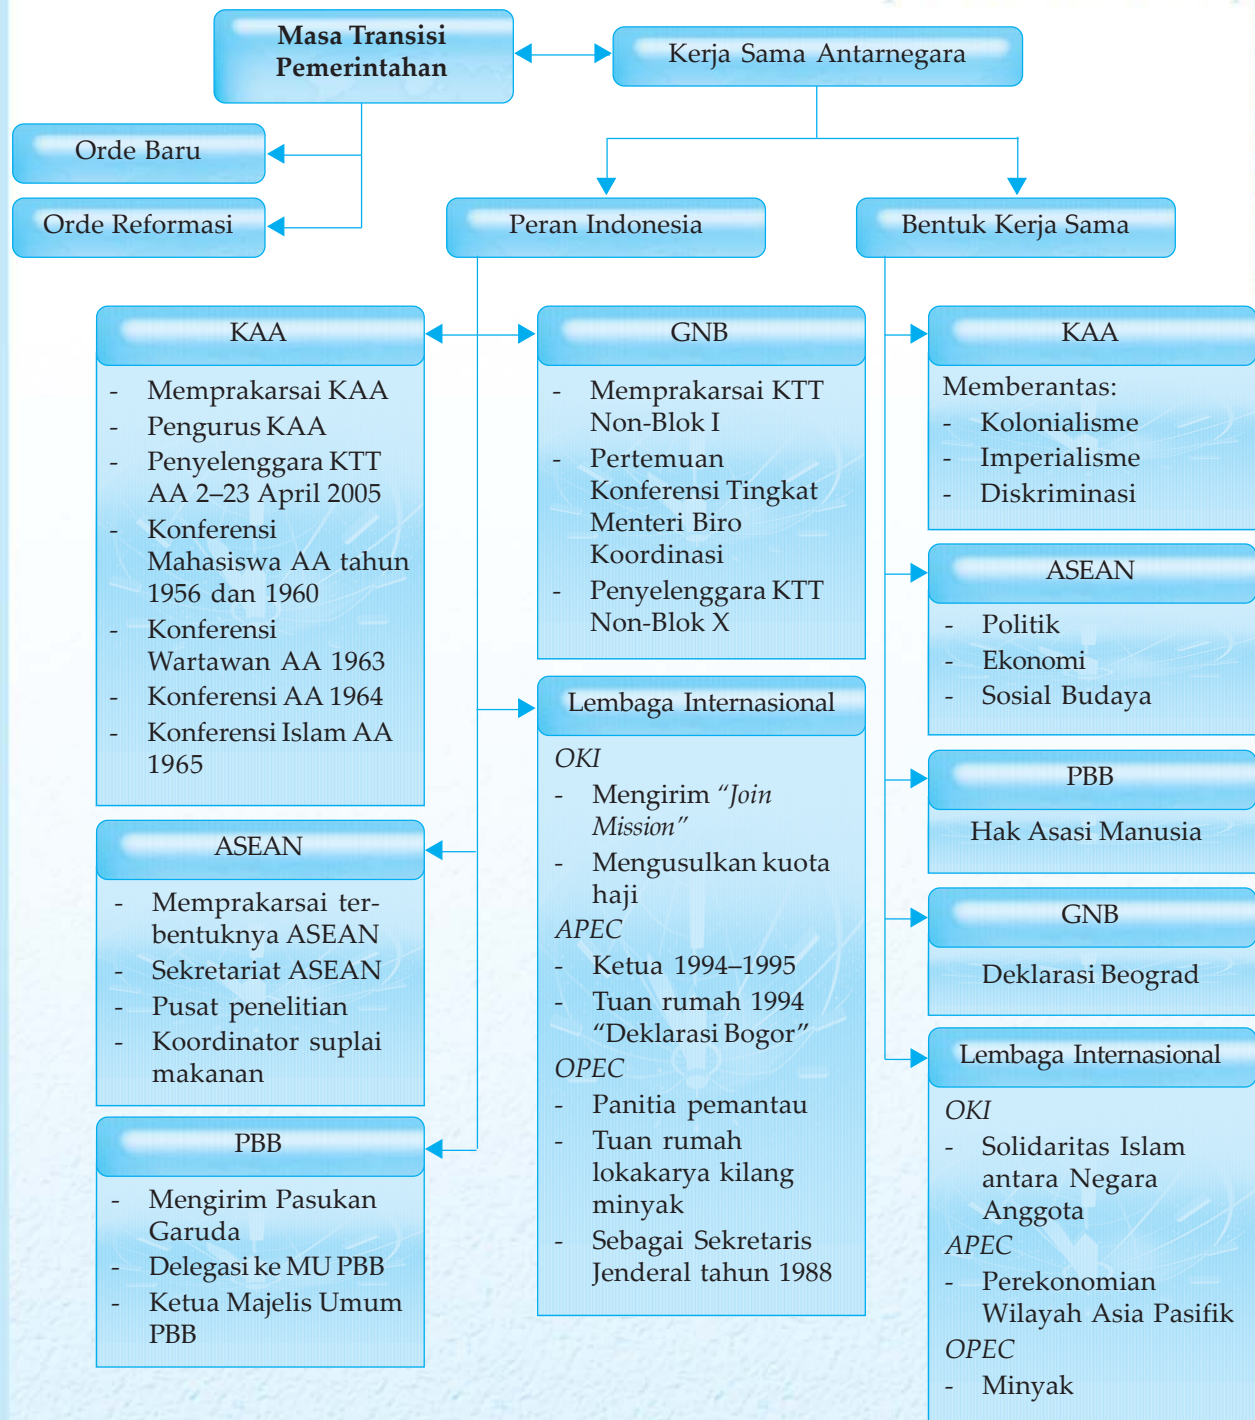 Masa Transisi
Pemerintahan
Kerja Sama Antarnegara
Orde Baru
Orde Reformasi
Peran Indonesia
Bentuk Kerja Sama
KAA
- Memprakarsai KAA
- Pengurus KAA
- Penyelenggara KTT
AA 2–23 April 2005
- Konferensi
Mahasiswa AA tahun
1956 dan 1960
- Konferensi
Wartawan AA 1963
- Konferensi AA 1964
- Konferensi Islam AA
1965
ASEAN
- Memprakarsai ter-
bentuknya ASEAN
- Sekretariat ASEAN
- Pusat penelitian
- Koordinator suplai
makanan
PBB
- Mengirim Pasukan
Garuda
- Delegasi ke MU PBB
- Ketua Majelis Umum
PBB
GNB
- Memprakarsai KTT
Non-Blok I
- Pertemuan
Konferensi Tingkat
Menteri Biro
Koordinasi
- Penyelenggara KTT
Non-Blok X
Lembaga Internasional
OKI
- Mengirim “Join
Mission”
- Mengusulkan kuota
haji
APEC
- Ketua 1994–1995
- Tuan rumah 1994
“Deklarasi Bogor”
OPEC
- Panitia pemantau
- Tuan rumah
lokakarya kilang
minyak
- Sebagai Sekretaris
Jenderal tahun 1988
KAA
Memberantas:
- Kolonialisme
- Imperialisme
- Diskriminasi
ASEAN
- Politik
- Ekonomi
- Sosial Budaya
PBB
Hak Asasi Manusia
GNB
Deklarasi Beograd
Lembaga Internasional
OKI
- Solidaritas Islam
antara Negara
Anggota
APEC
- Perekonomian
Wilayah Asia Pasifik
OPEC
- Minyak